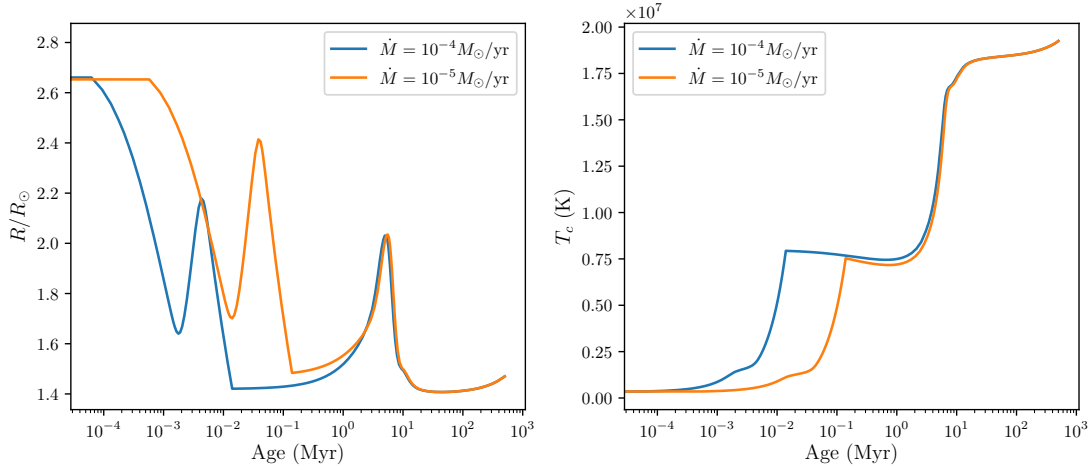 2.8
2.6
2.4
2.2
2.0
1.8
1.6
1.4
R/R⊙
Ṁ = 10⁻⁴M⊙/yr
Ṁ = 10⁻⁵M⊙/yr
10⁻⁴ 10⁻³ 10⁻² 10⁻¹ 10⁰ 10¹ 10² 10³
Age (Myr)
×10⁷
2.00
1.75
1.50
1.25
1.00
0.75
0.50
0.25
0.00
T_c (K)
Ṁ = 10⁻⁴M⊙/yr
Ṁ = 10⁻⁵M⊙/yr
10⁻⁴ 10⁻³ 10⁻² 10⁻¹ 10⁰ 10¹ 10² 10³
Age (Myr)